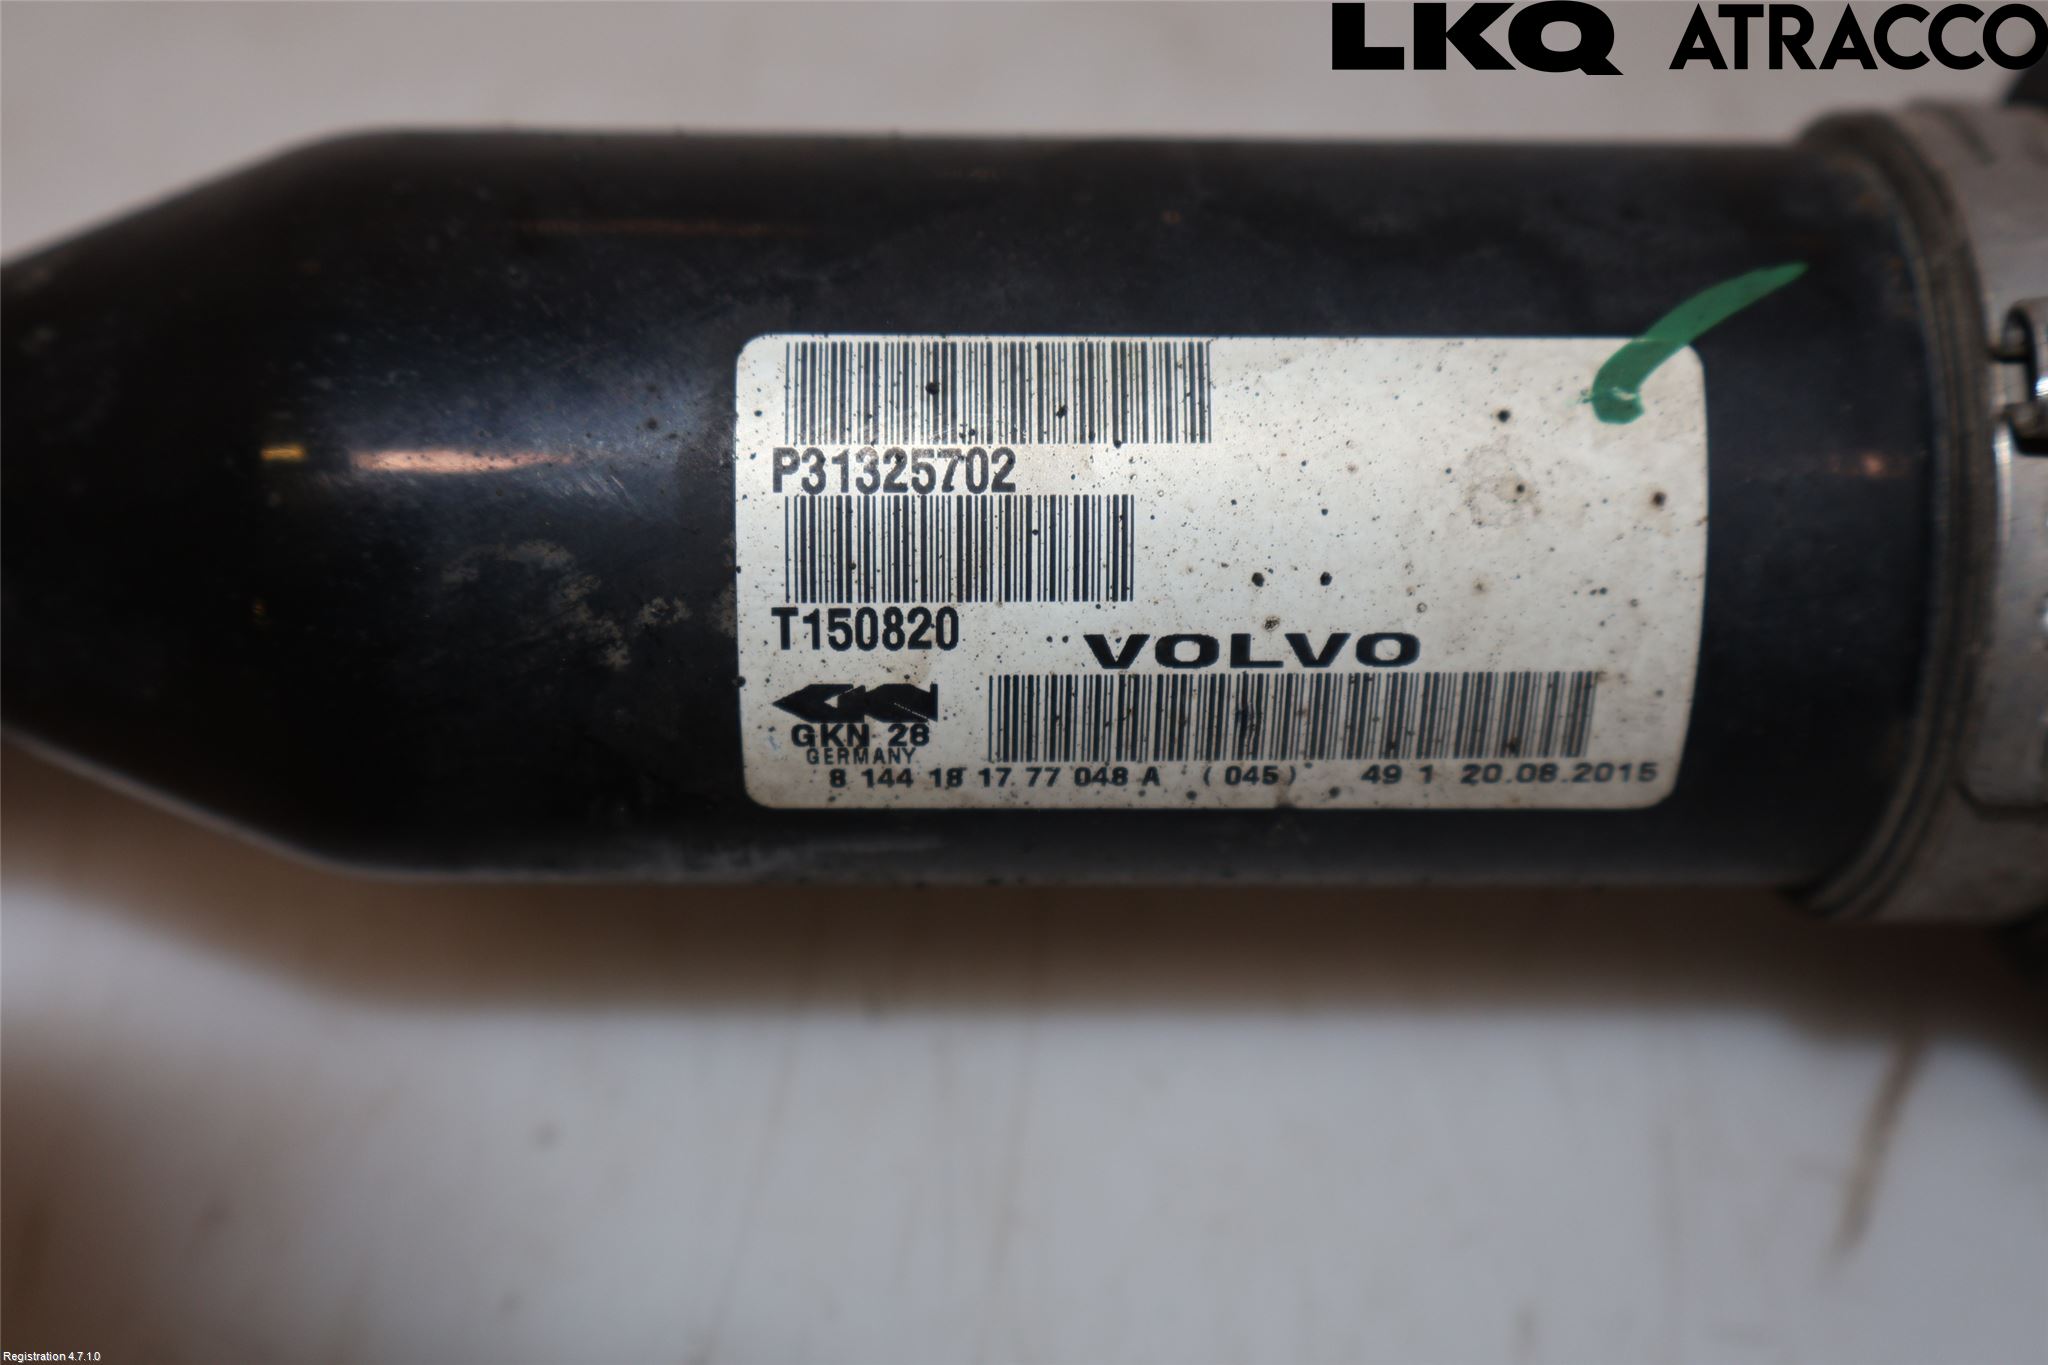 LKQ ATRACCO
P31325702
T150820
VOLVO
GKN
GKN 28
GERMANY
8 144 18 17 77 048 A (045) 49 1 20.08.2015
Registration 4.7.1.0